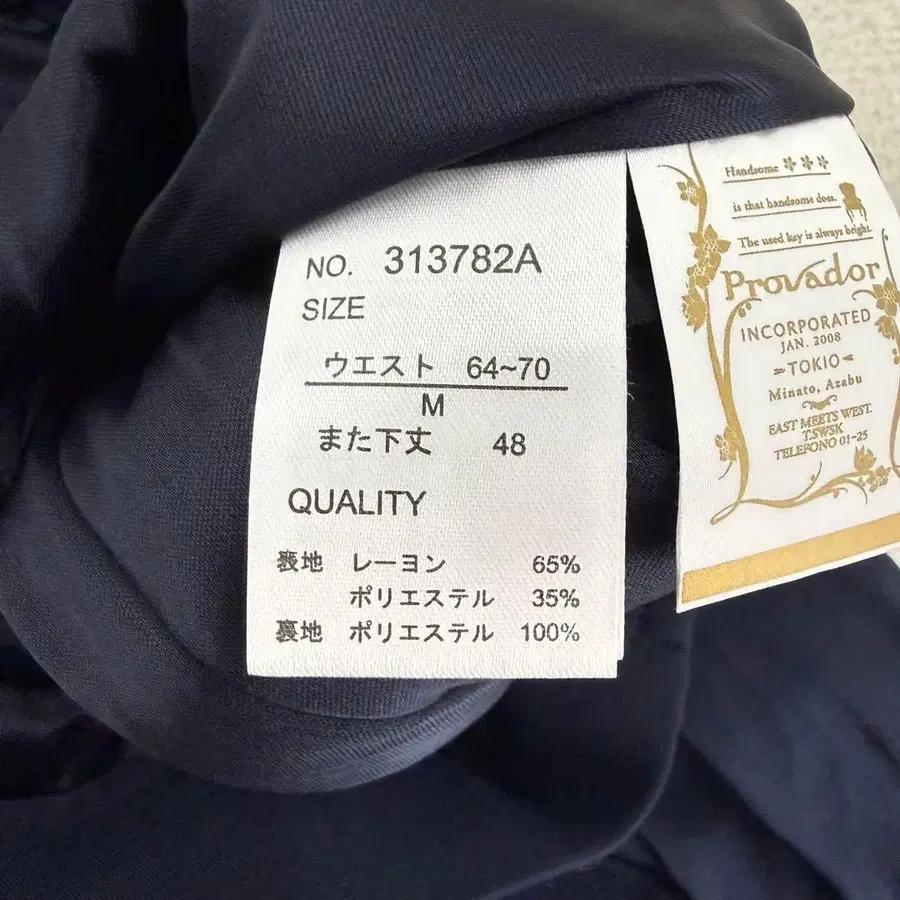 NO. 313782A
SIZE
ウエスト 64~70
M
また下丈 48
QUALITY
表地 レーヨン 65%
ポリエステル 35%
裏地 ポリエステル 100%
Handsome
is that handsome does.
The used key is always bright.
Provador
INCORPORATED
JAN. 2008
TOKIO
Minato, Azabu
EAST MEETS WEST.
T.SWSK
TELEFONO 01-25